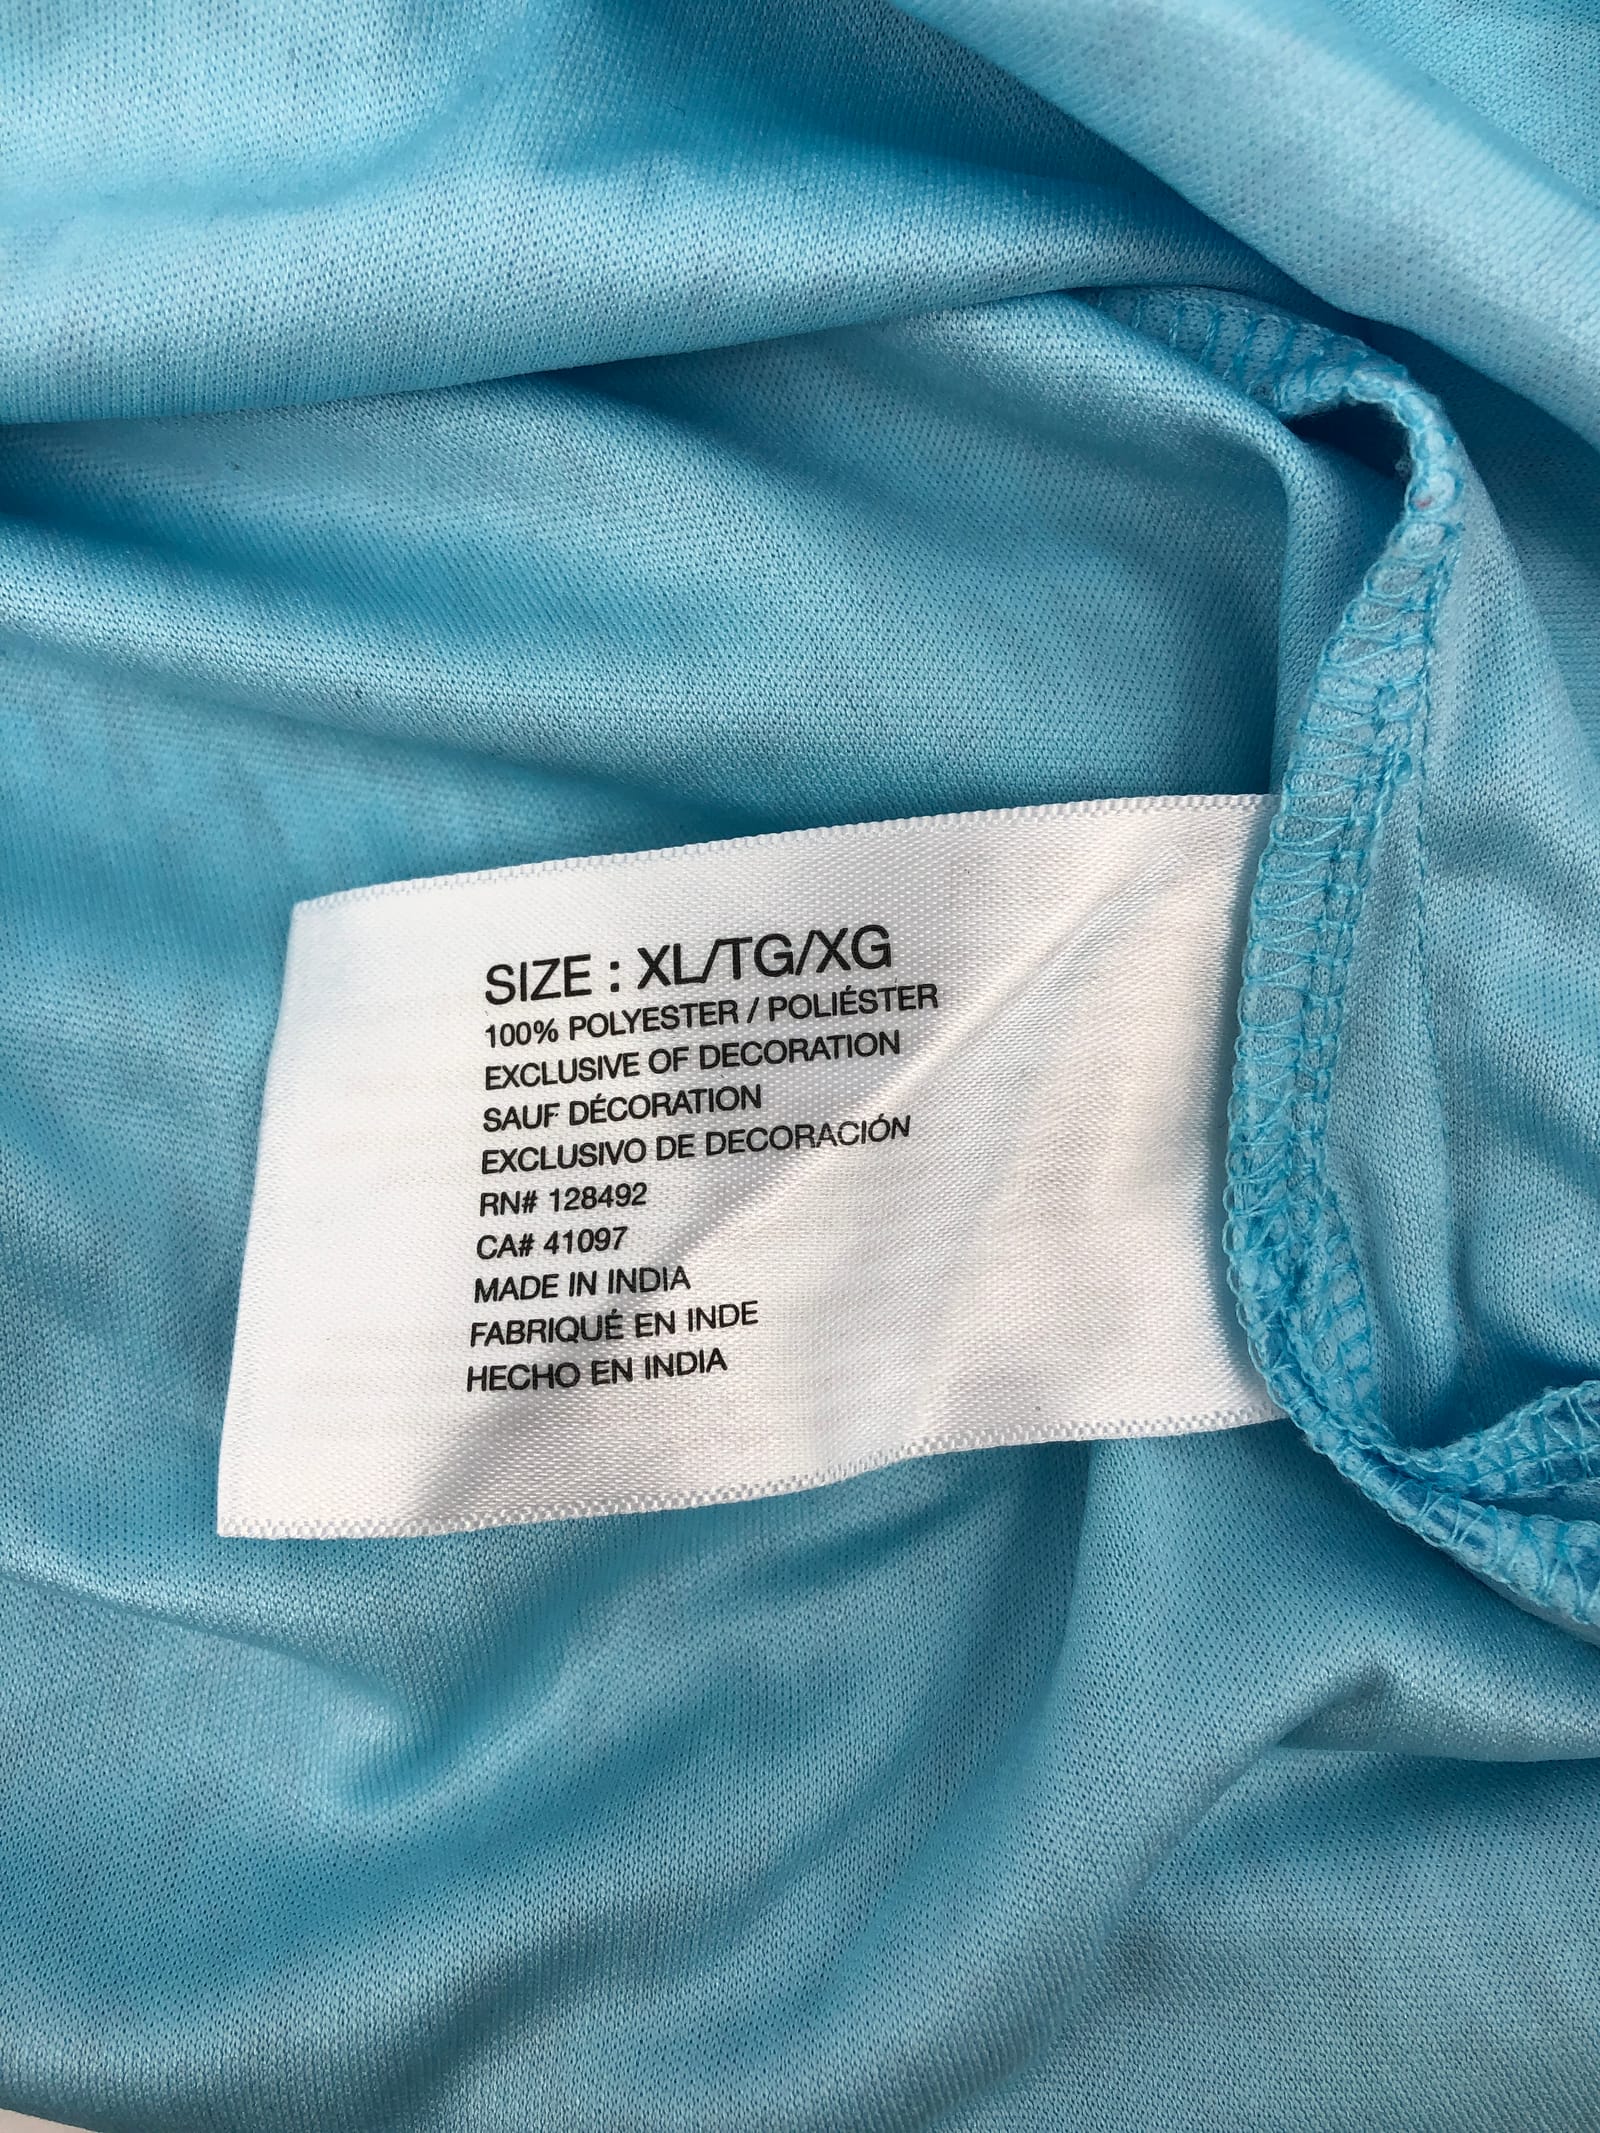 SIZE : XL/TG/XG
100% POLYESTER / POLIÉSTER
EXCLUSIVE OF DECORATION
SAUF DÉCORATION
EXCLUSIVO DE DECORACIÓN
RN# 128492
CA# 41097
MADE IN INDIA
FABRIQUÉ EN INDE
HECHO EN INDIA